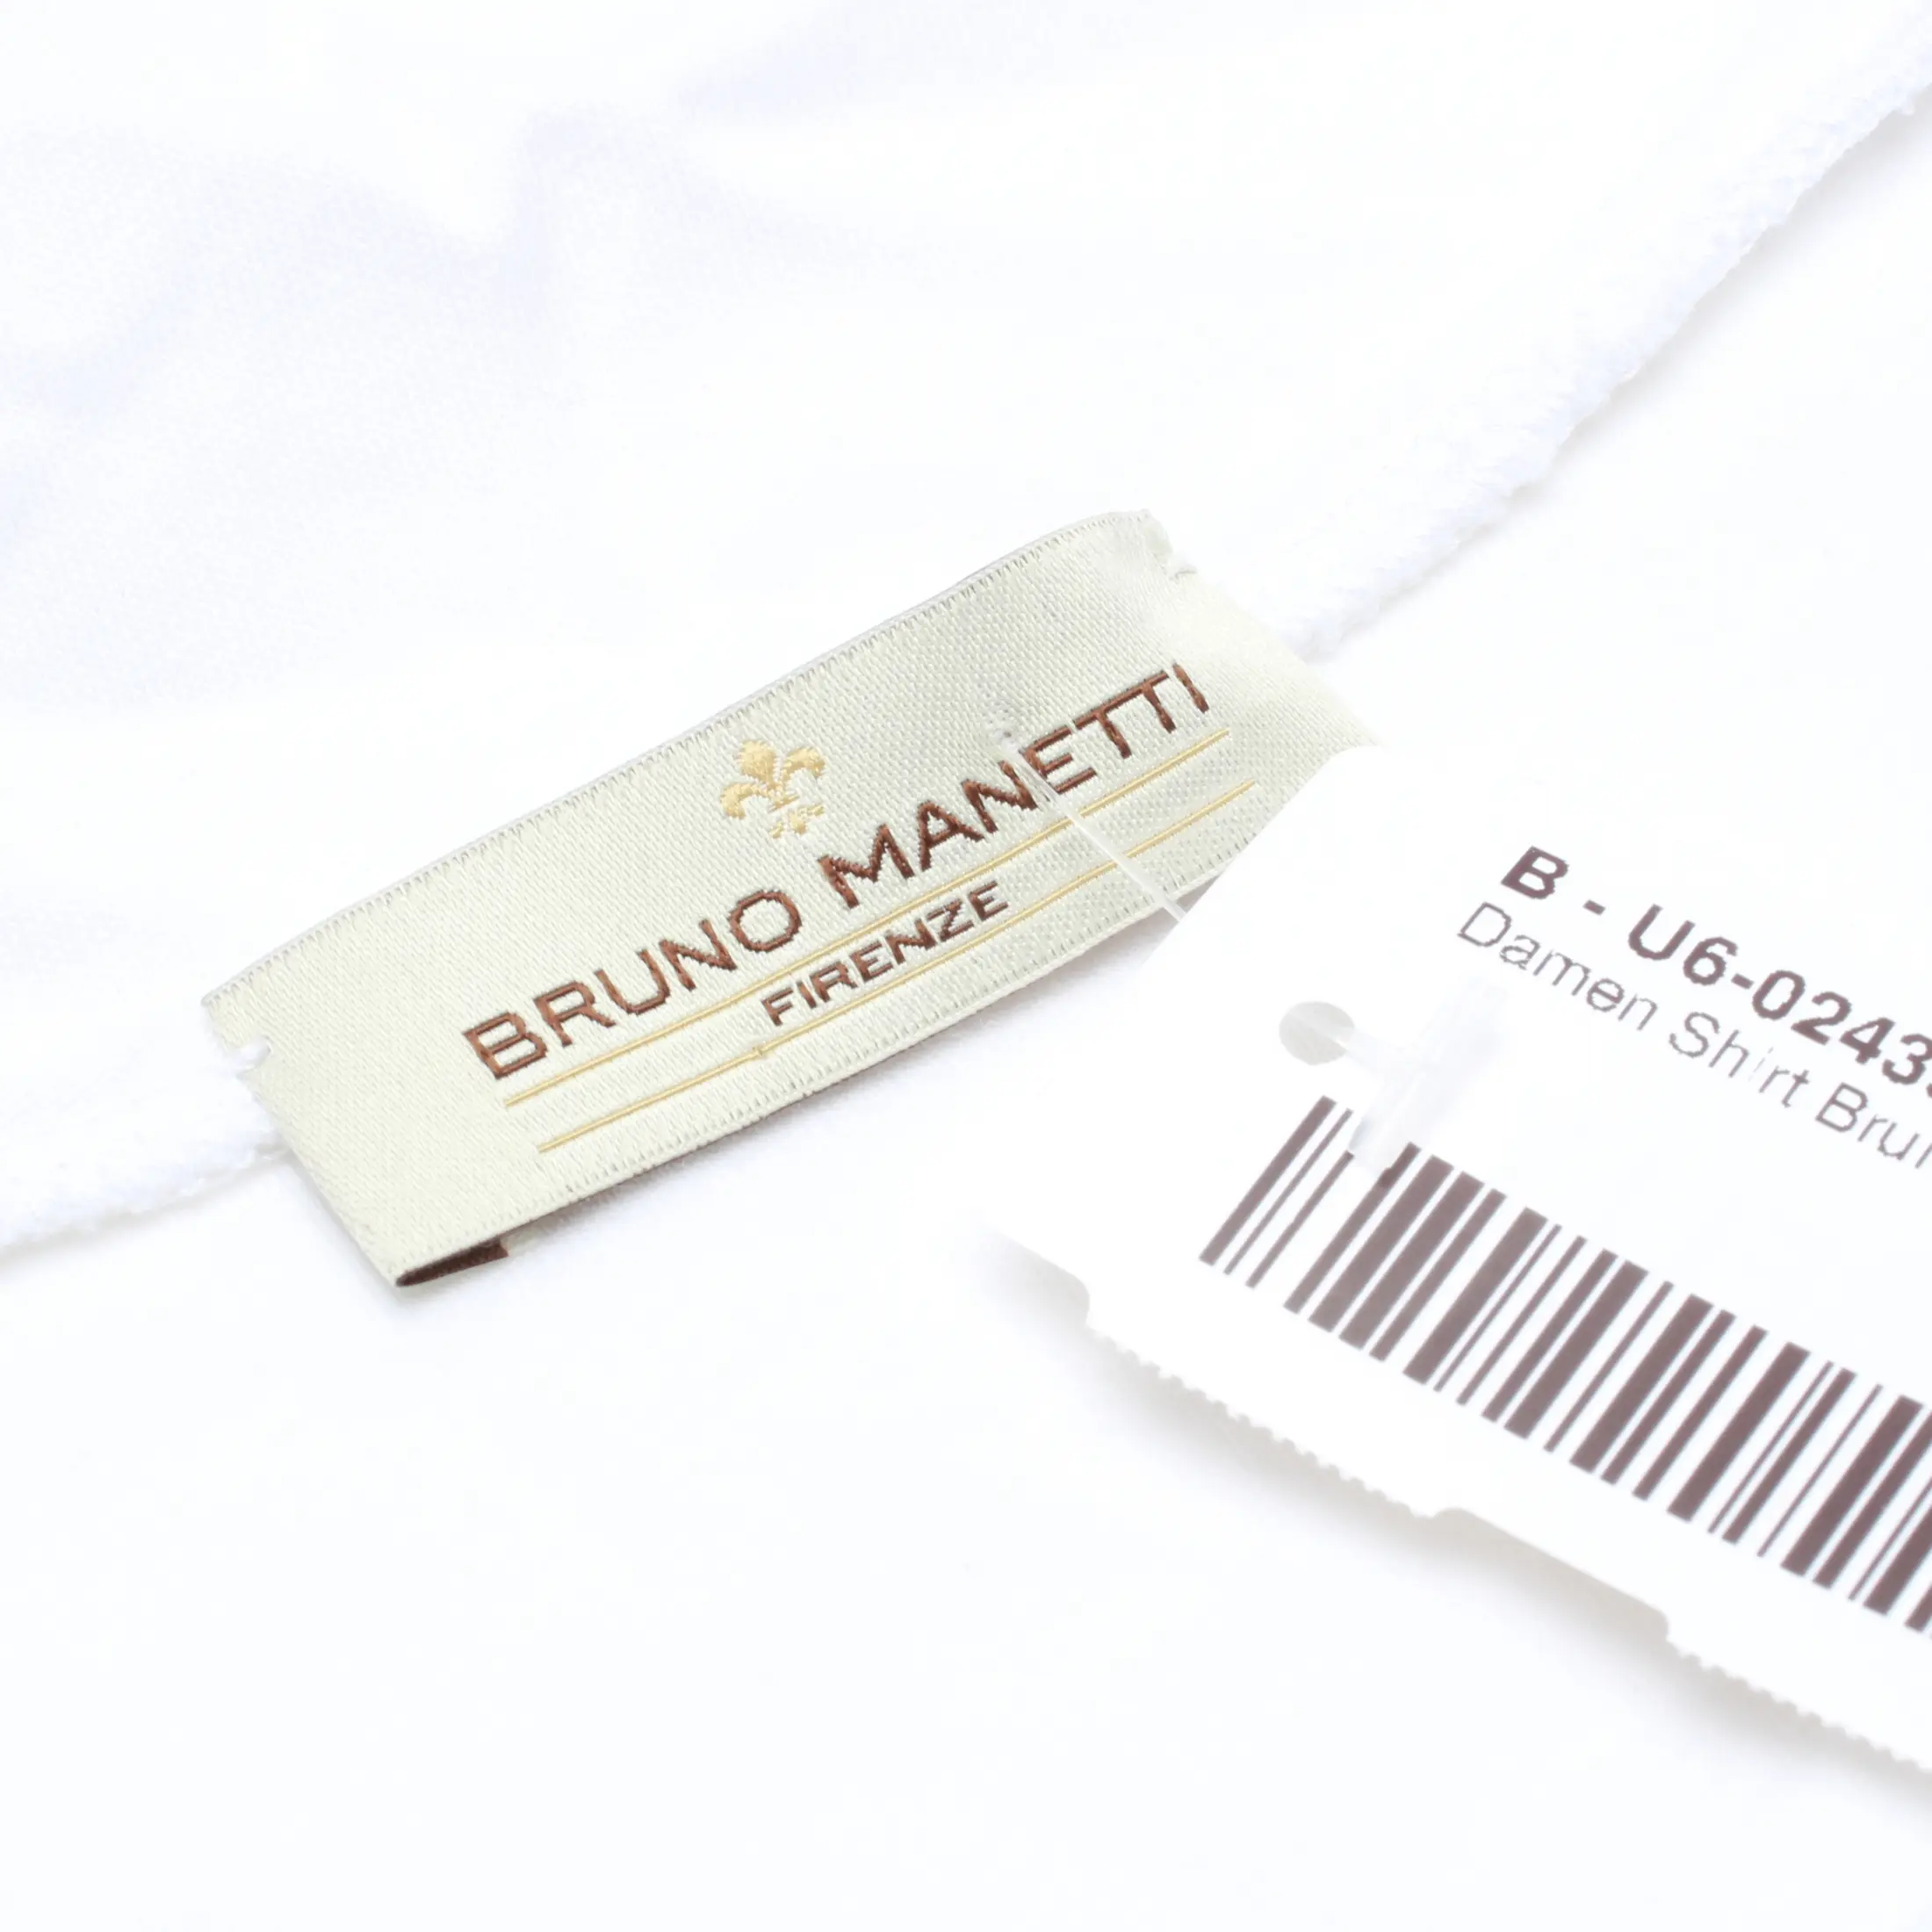 BRUNO MANETTI
FIRENZE
B - U6-0243
Damen Shirt Bru